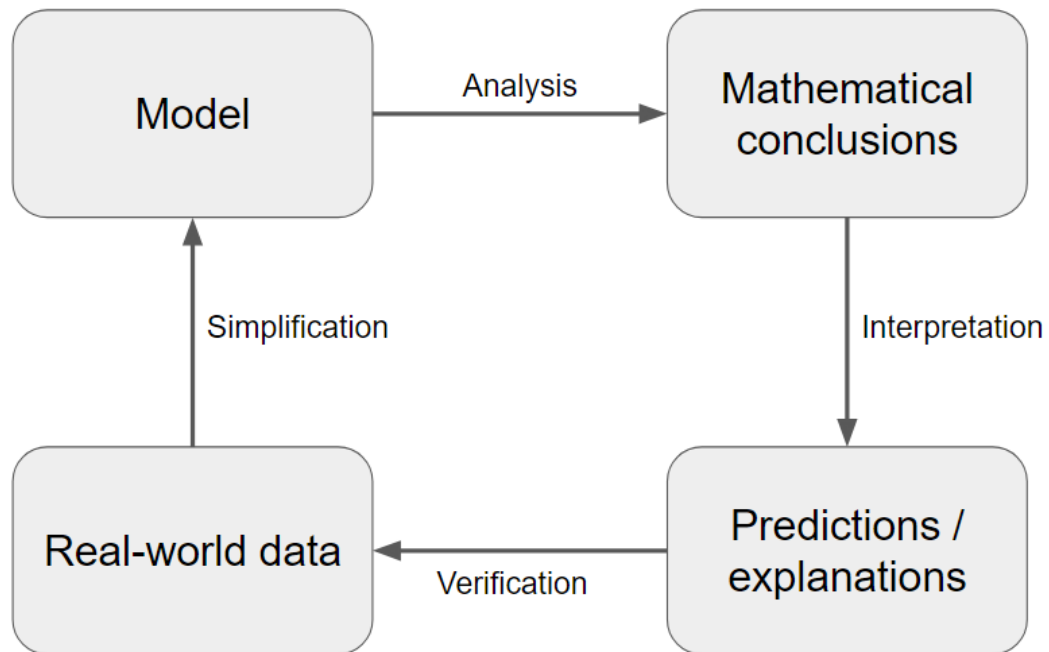 Model
Analysis
Mathematical
conclusions
Simplification
Interpretation
Real-world data
Verification
Predictions /
explanations